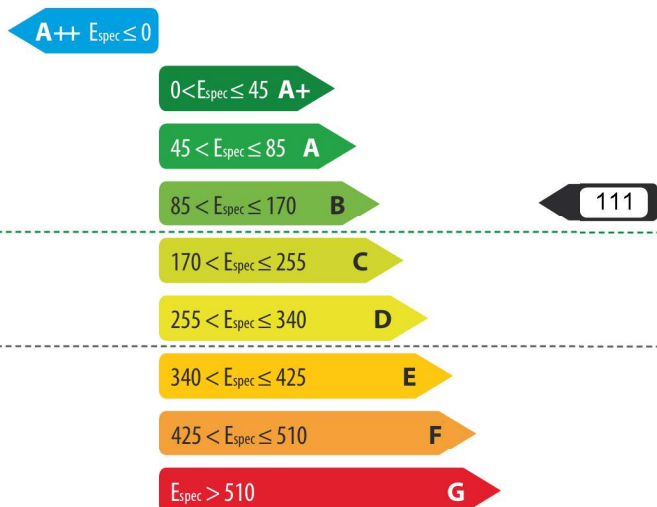 A++ Espec ≤ 0
0 < Espec ≤ 45 A+
45 < Espec ≤ 85 A
85 < Espec ≤ 170 B
111
170 < Espec ≤ 255 C
255 < Espec ≤ 340 D
340 < Espec ≤ 425 E
425 < Espec ≤ 510 F
Espec > 510 G